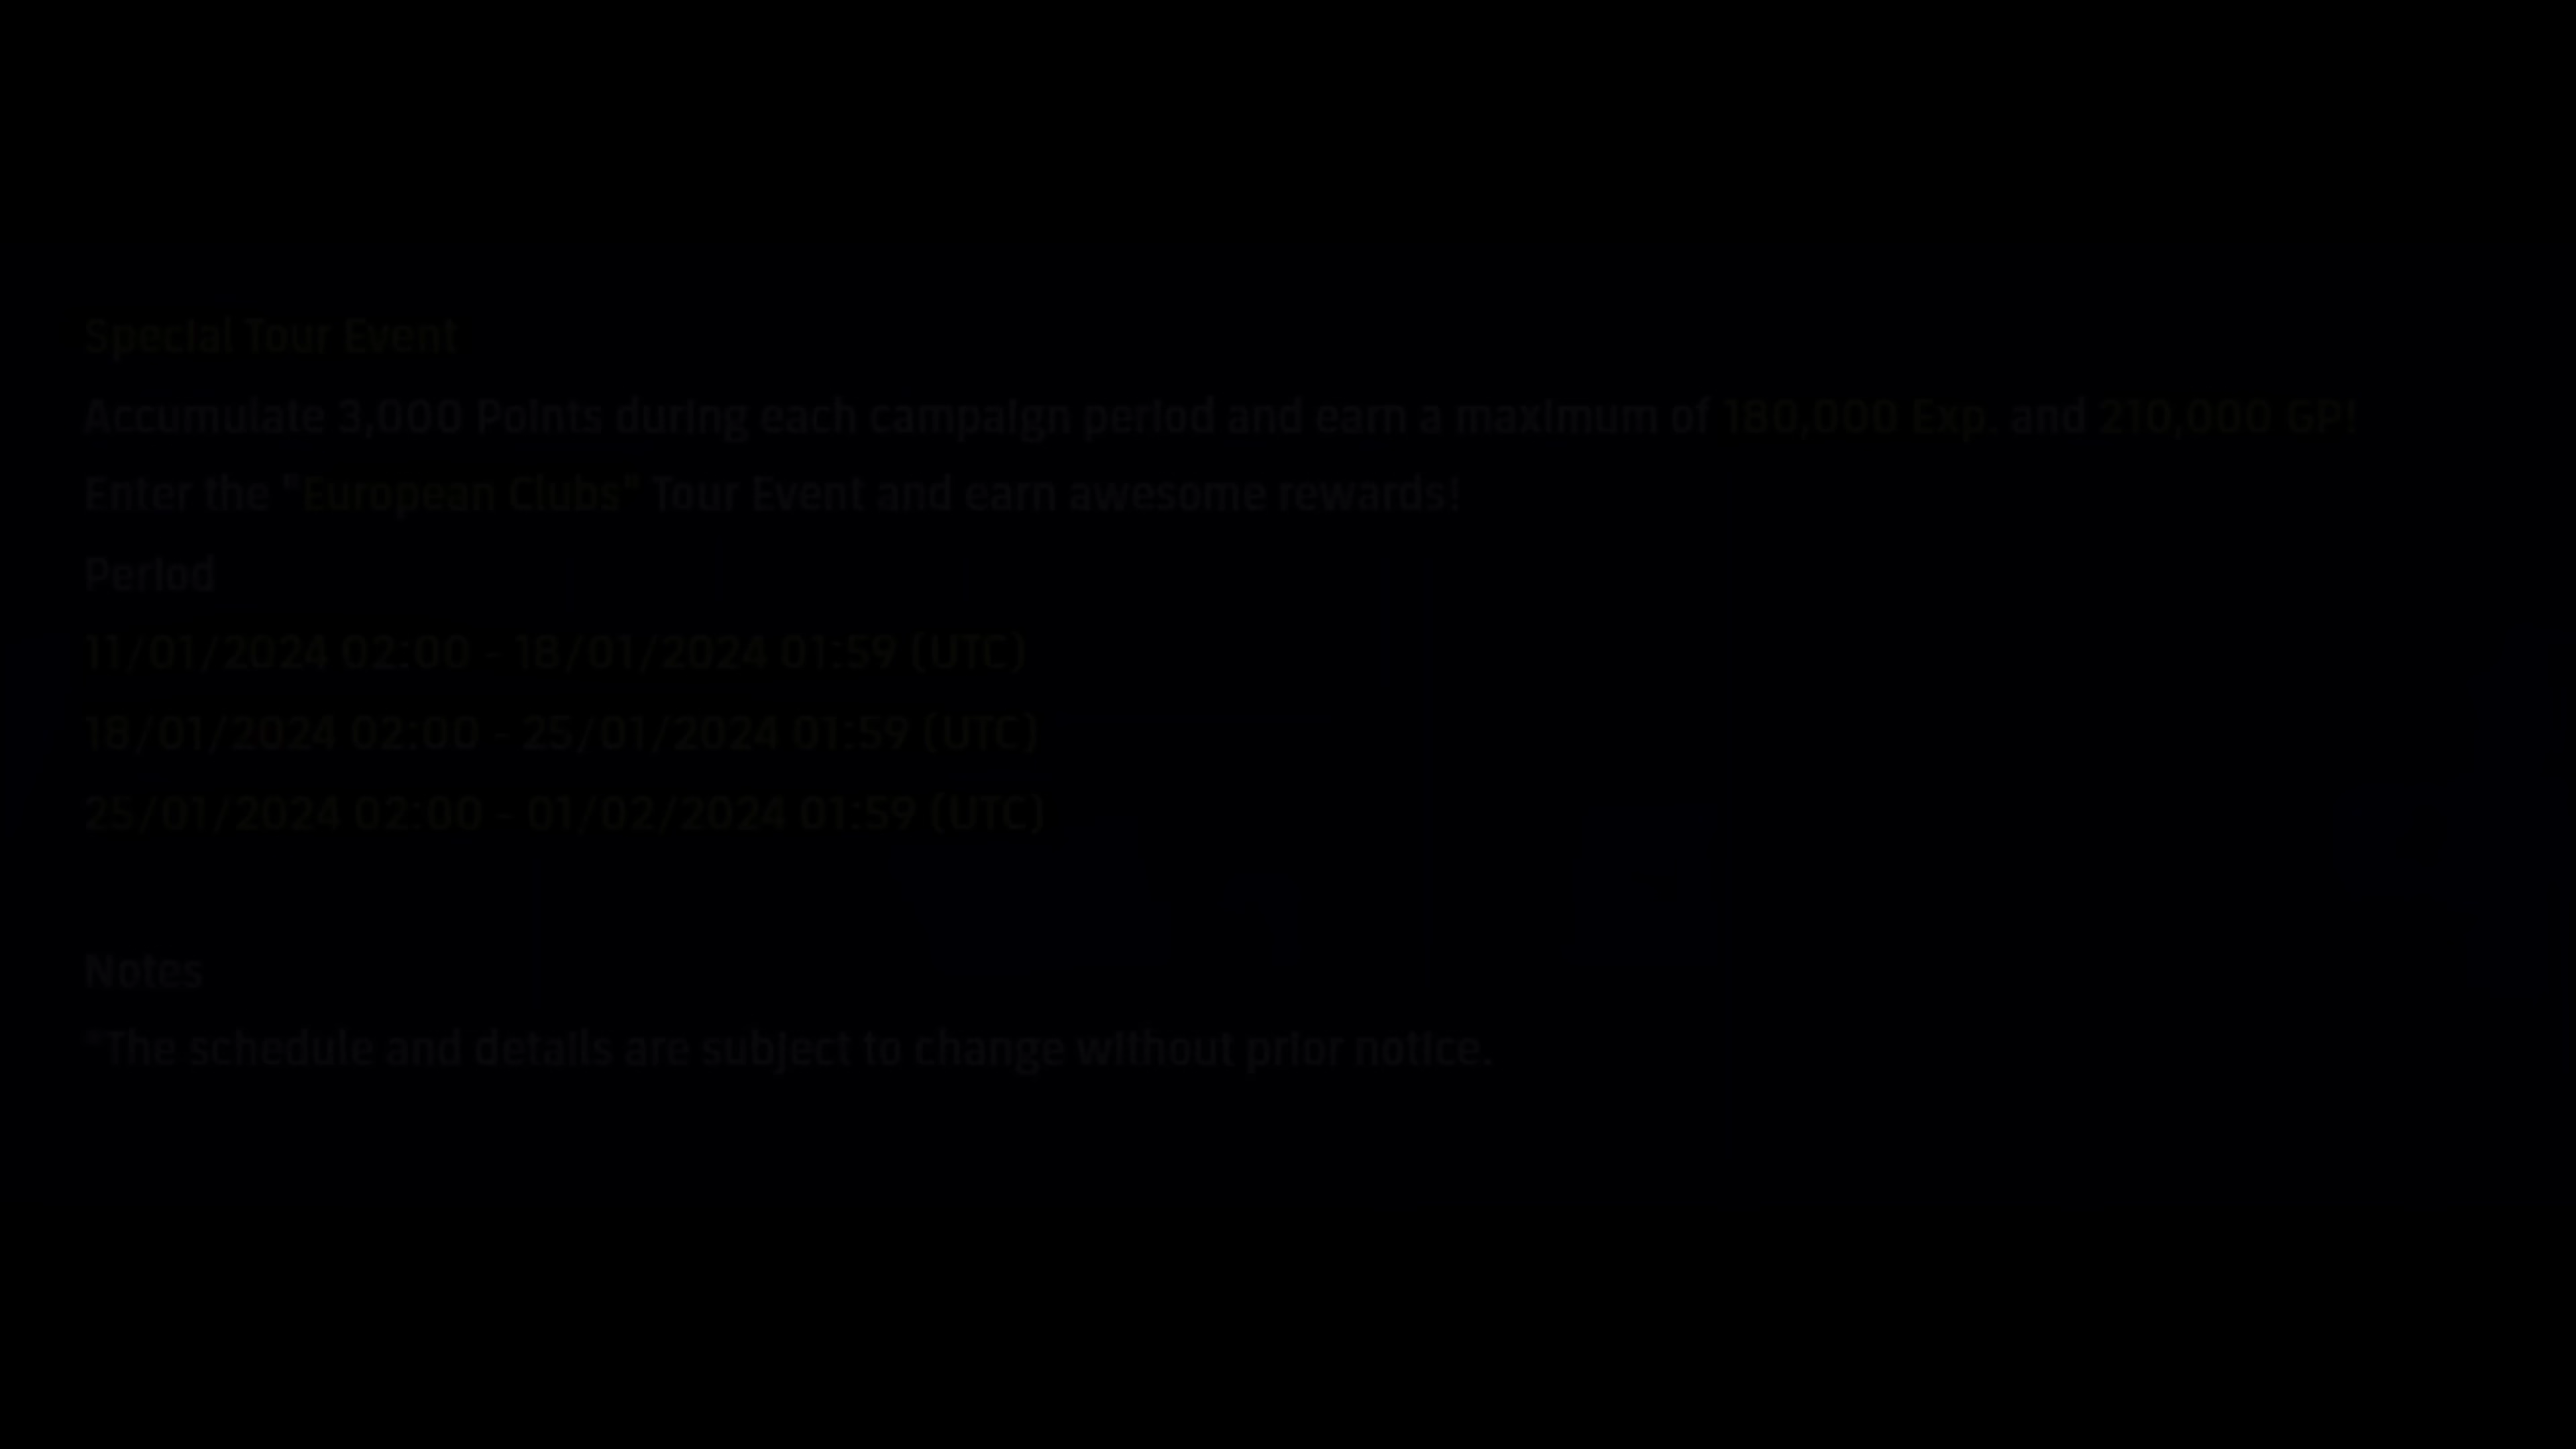 Special Tour Event
Accumulate 3,000 Points during each campaign period and earn a maximum of 180,000 Exp. and 210,000 GP!
Enter the "European Clubs" Tour Event and earn awesome rewards!
Period
11/01/2024 02:00 - 18/01/2024 01:59 (UTC)
18/01/2024 02:00 - 25/01/2024 01:59 (UTC)
25/01/2024 02:00 - 01/02/2024 01:59 (UTC)
Notes
*The schedule and details are subject to change without prior notice.